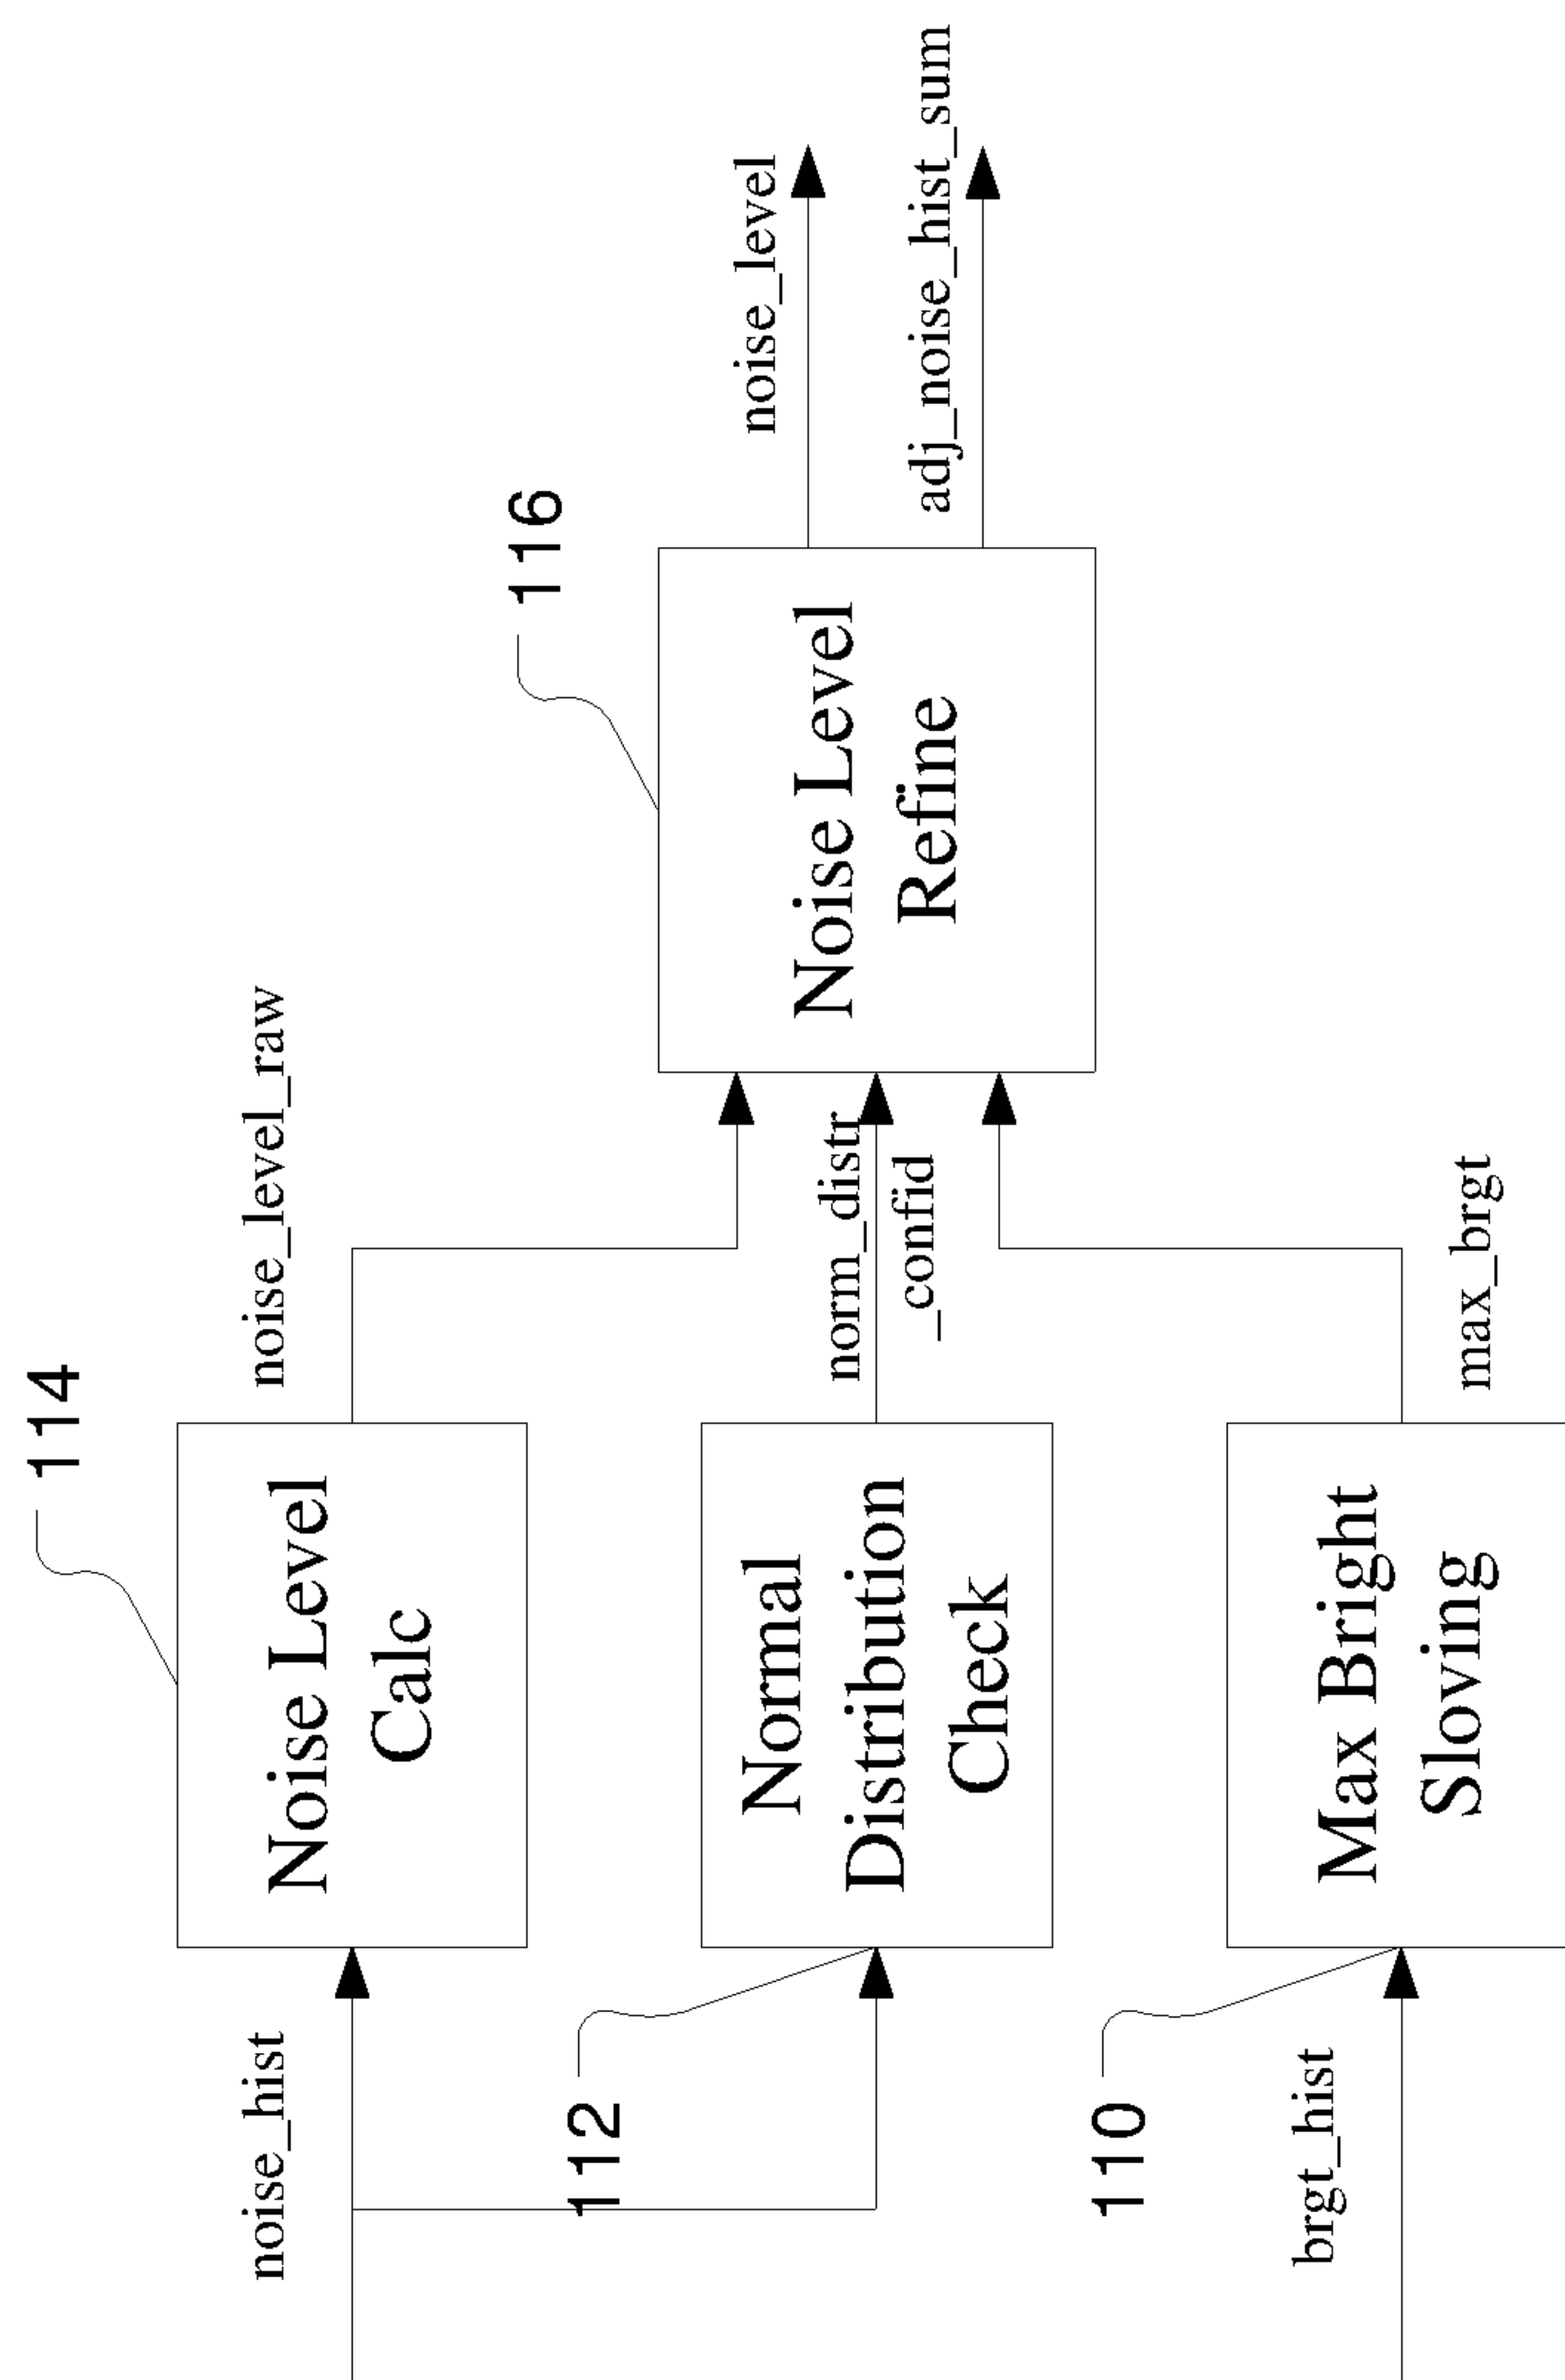 114
noise_hist
Noise Level
Calc
noise_level_raw
112
Normal
Distribution
Check
norm_distr
_confid
116
Noise Level
Refine
noise_level
adj_noise_hist_sum
110
brgt_hist
Max Bright
Sloving
max_brgt